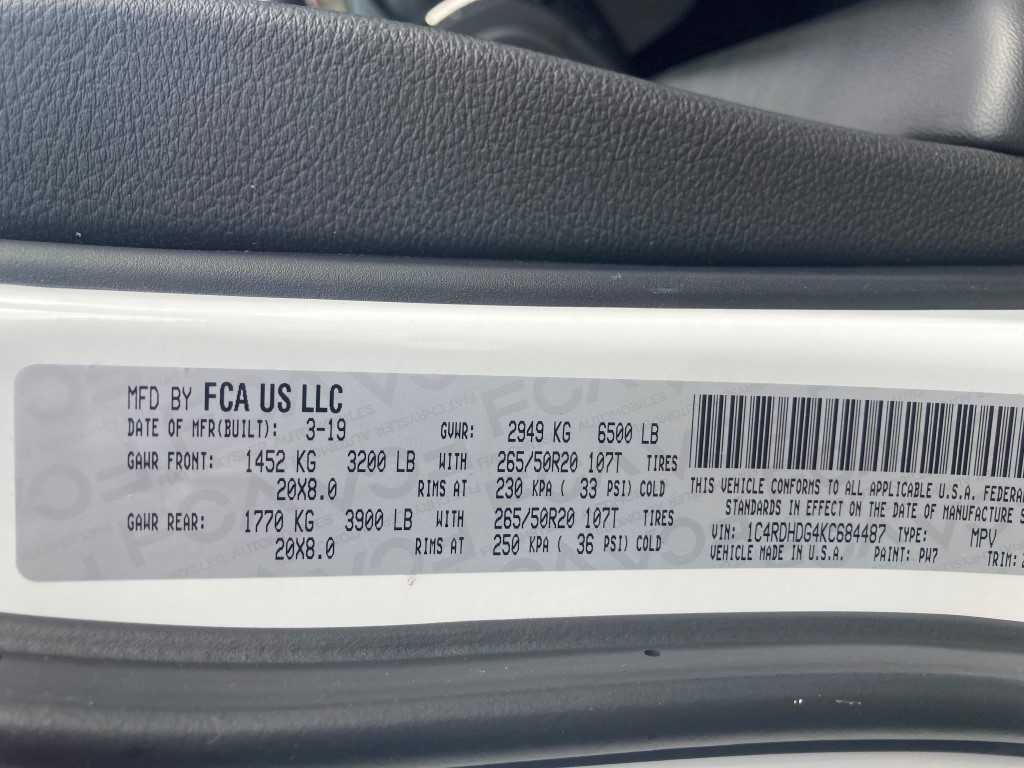 MFD BY FCA US LLC
DATE OF MFR(BUILT): 3-19 GVWR: 2949 KG 6500 LB
GAWR FRONT: 1452 KG 3200 LB WITH 265/50R20 107T TIRES
20X8.0 RIMS AT 230 KPA ( 33 PSI) COLD
GAWR REAR: 1770 KG 3900 LB WITH 265/50R20 107T TIRES
20X8.0 RIMS AT 250 KPA ( 36 PSI) COLD
THIS VEHICLE CONFORMS TO ALL APPLICABLE U.S.A. FEDERAL
STANDARDS IN EFFECT ON THE DATE OF MANUFACTURE S
VIN: 1C4RDHDG4KC684487 TYPE: MPV
VEHICLE MADE IN U.S.A. PAINT: PW7 TRIM: